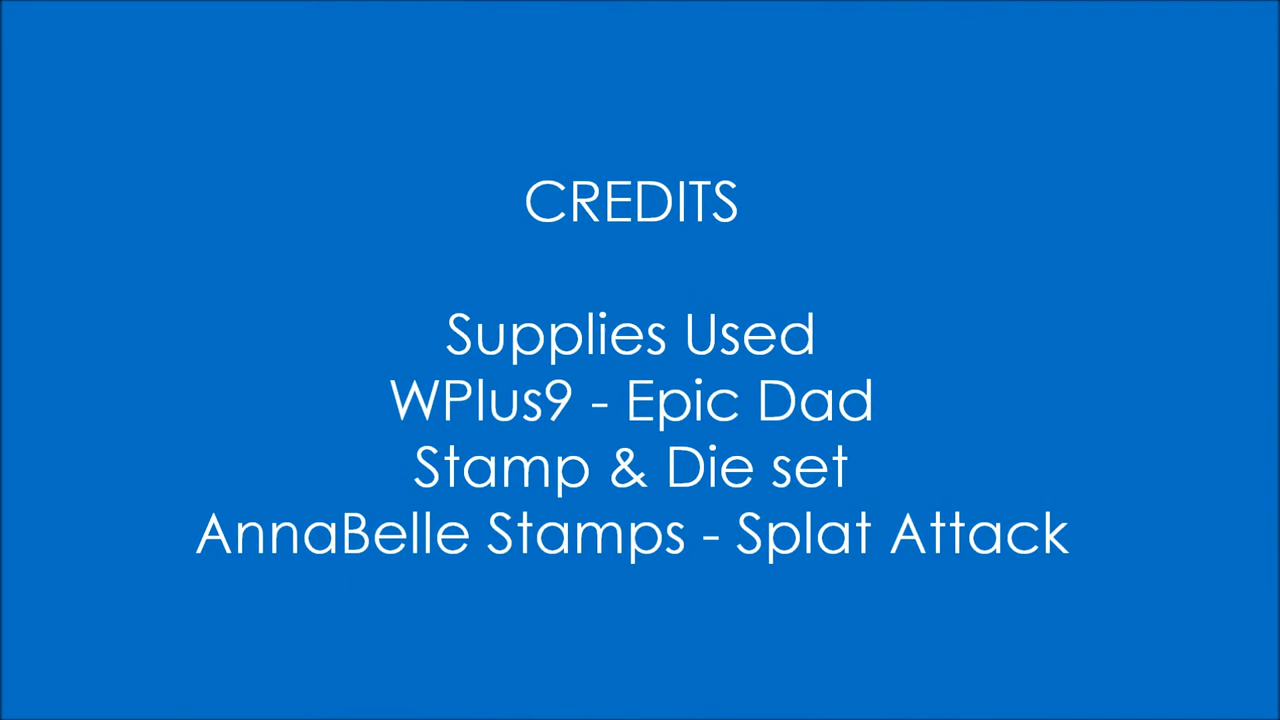 CREDITS
Supplies Used
WPlus9 - Epic Dad
Stamp & Die set
AnnaBelle Stamps - Splat Attack